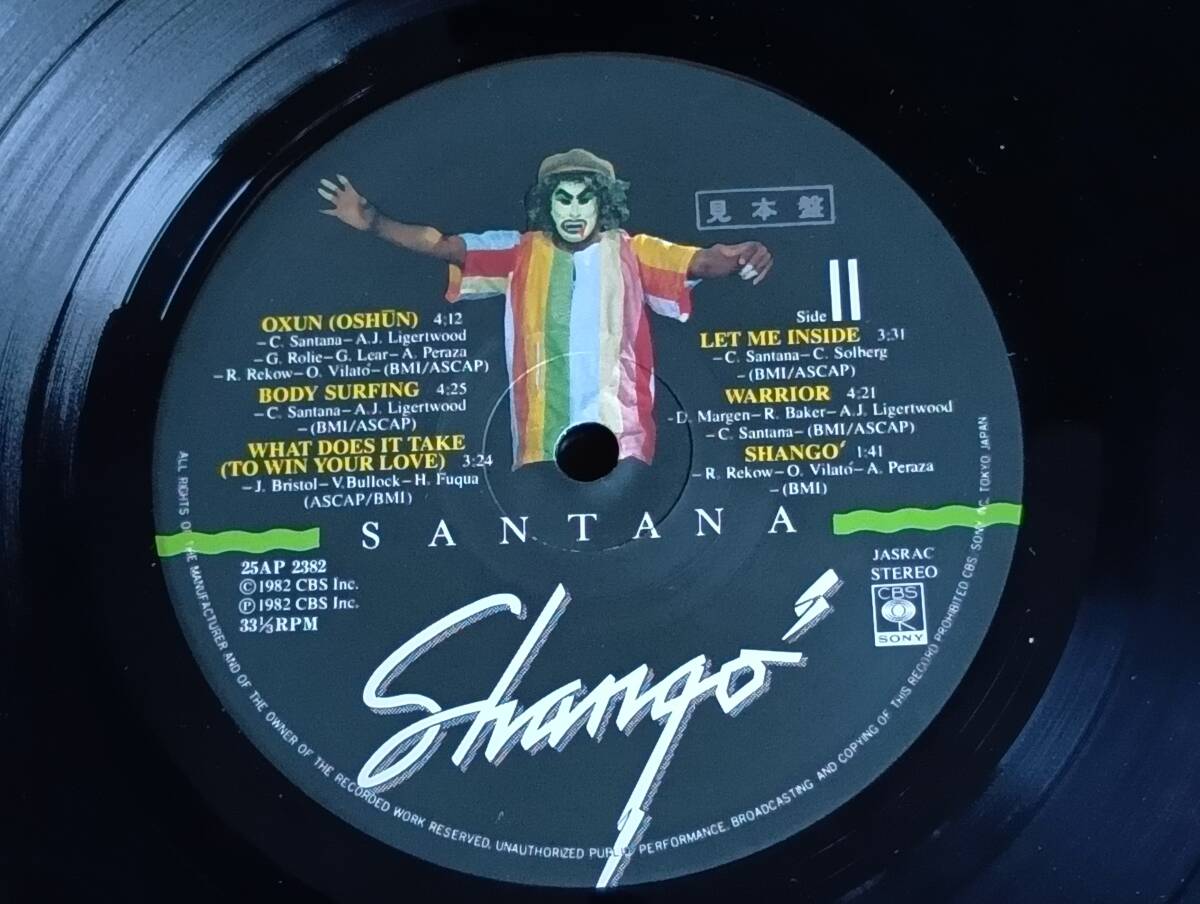 見本盤
OXUN (OSHŪN) 4;12
–C. Santana–A.J. Ligertwood
–G. Rolie–G. Lear–A. Peraza
–R. Rekow–O. Vilató–(BMI/ASCAP)
BODY SURFING 4;25
–C. Santana–A.J. Ligertwood
–(BMI/ASCAP)
WHAT DOES IT TAKE
(TO WIN YOUR LOVE) 3;24
–J. Bristol–V.Bullock–H. Fuqua
(ASCAP/BMI)
Side II
LET ME INSIDE 3;31
–C. Santana–C. Solberg
–(BMI/ASCAP)
WARRIOR 4;21
–D. Margen–R. Baker–A.J. Ligertwood
–C. Santana–(BMI/ASCAP)
SHANGÓ 1;41
–R. Rekow–O. Vilató–A. Peraza
–(BMI)
SANTANA
25AP 2382
©1982 CBS Inc.
℗1982 CBS Inc.
33⅓RPM
JASRAC
STEREO
CBS
SONY
Shangó
ALL RIGHTS OF THE MANUFACTURER AND OF THE OWNER OF THE RECORDED WORK RESERVED. UNAUTHORIZED PUBLIC PERFORMANCE. BROADCASTING AND COPYING OF THIS RECORD PROHIBITED CBS SONY INC. TOKYO JAPAN